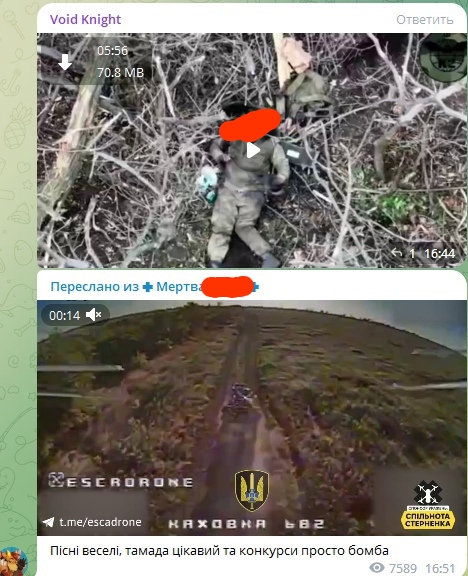 Void Knight
Ответить
05:56
70.8 MB
1 16:44
Переслано из Мертва
00:14
ESCADRONE
t.me/escadrone
КАХОВКА 682
СПІЛЬНОТА
СТЕРНЕНКА
Пісні веселі, тамада цікавий та конкурси просто бомба
7589 16:51